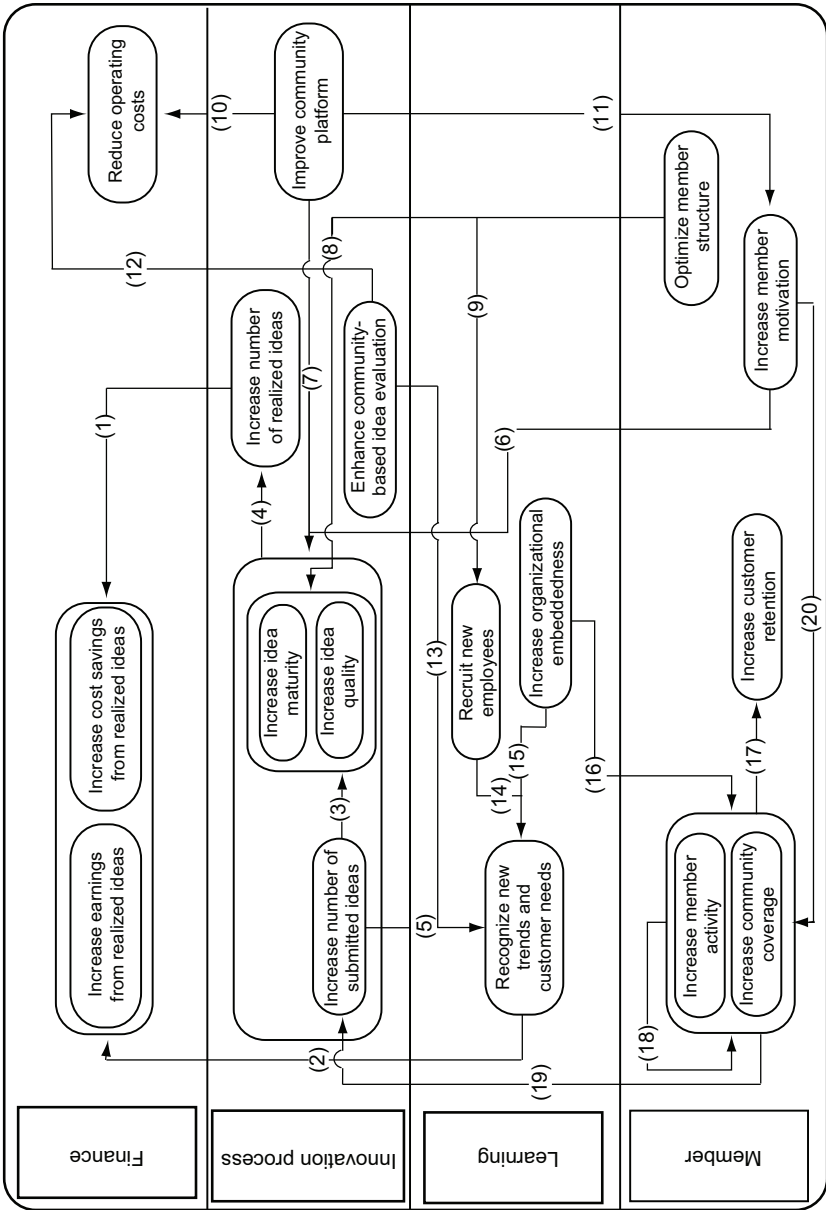 Finance
Increase earnings
from realized ideas
Increase cost savings
from realized ideas
(1)
(12)
Reduce operating
costs
(2)
(10)
Innovation process
Increase number of
submitted ideas
(3)
Increase idea
maturity
Increase idea
quality
(4)
Increase number
of realized ideas
(7)
(8)
Enhance community-
based idea evaluation
Improve community
platform
(5)
(13)
Learning
Recognize new
trends and
customer needs
(14)
(15)
Recruit new
employees
Increase organizational
embeddedness
(6)
(9)
(19)
(16)
(11)
Member
(18)
Increase member
activity
Increase community
coverage
(17)
Increase customer
retention
Optimize member
structure
Increase member
motivation
(20)